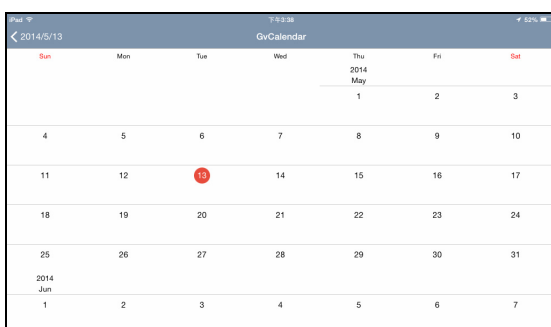 iPad 下午3:38 52%
2014/5/13 GvCalendar
Sun Mon Tue Wed Thu Fri Sat
2014
May
1 2 3
4 5 6 7 8 9 10
11 12 13 14 15 16 17
18 19 20 21 22 23 24
25 26 27 28 29 30 31
2014
Jun
1 2 3 4 5 6 7